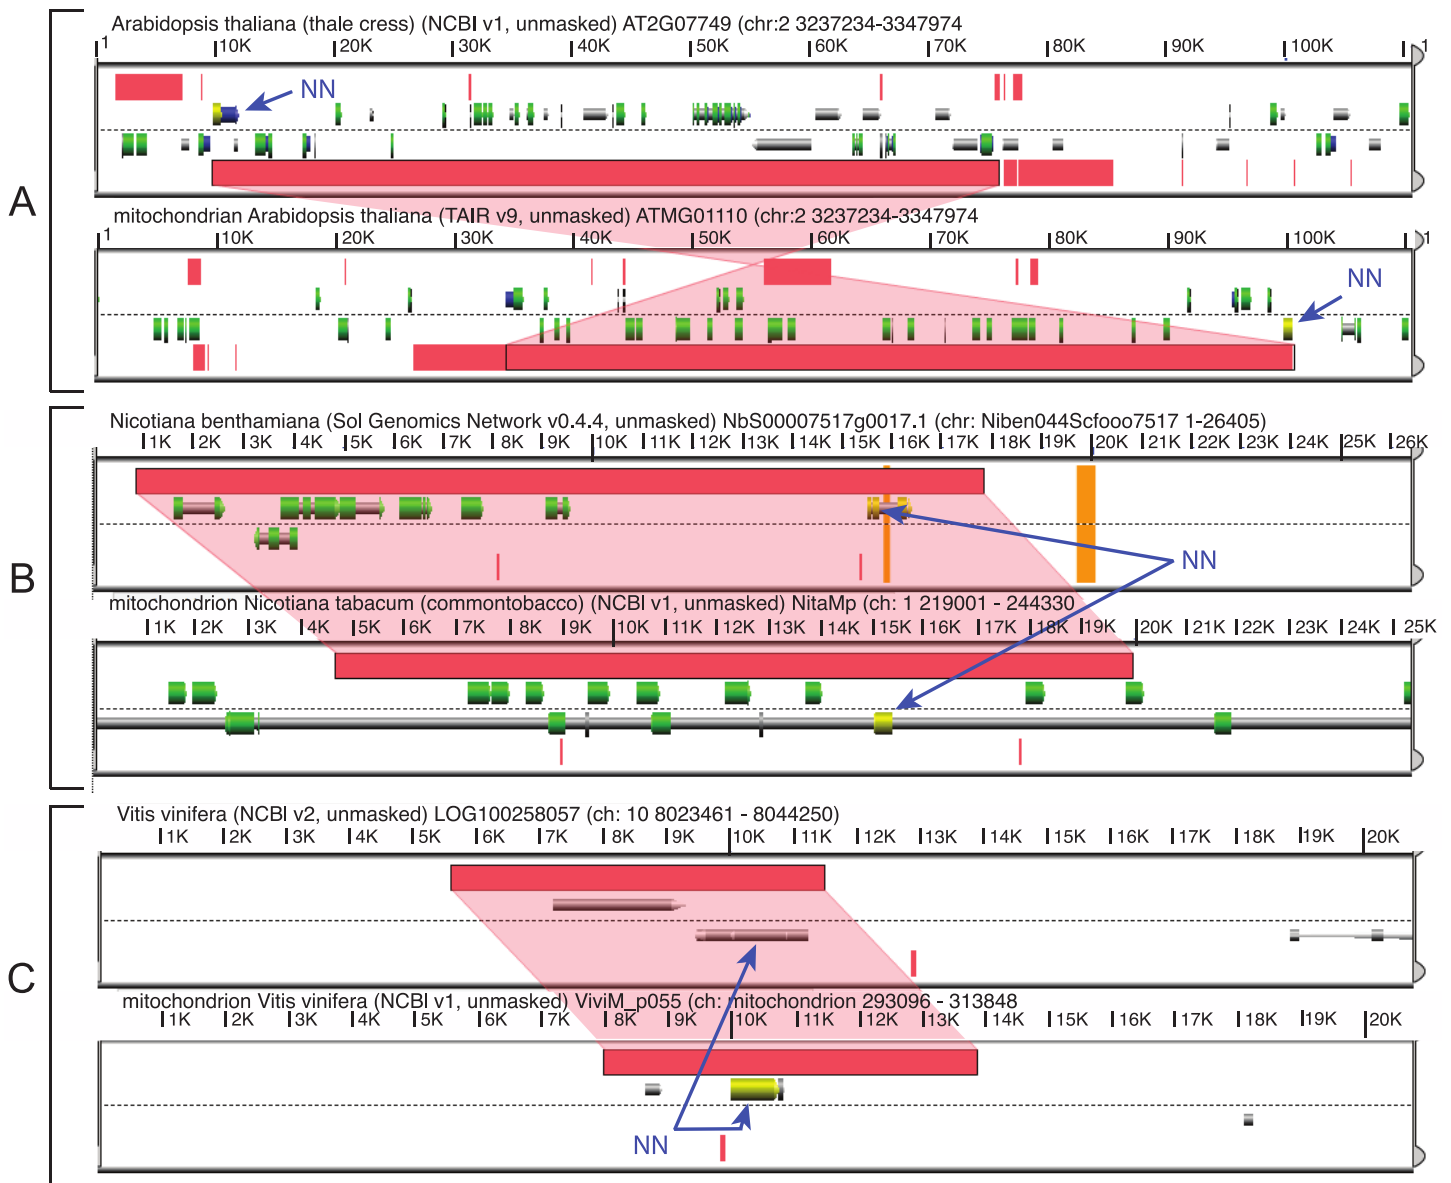 A
Arabidopsis thaliana (thale cress) (NCBI v1, unmasked) AT2G07749 (chr:2 3237234-3347974)
1 10K 20K 30K 40K 50K 60K 70K 80K 90K 100K 1
NN
mitochondrian Arabidopsis thaliana (TAIR v9, unmasked) ATMG01110 (chr:2 3237234-3347974
1 10K 20K 30K 40K 50K 60K 70K 80K 90K 100K 1
NN
B
Nicotiana benthamiana (Sol Genomics Network v0.4.4, unmasked) NbS00007517g0017.1 (chr: Niben044Scfooo7517 1-26405)
1K 2K 3K 4K 5K 6K 7K 8K 9K 10K 11K 12K 13K 14K 15K 16K 17K 18K 19K 20K 21K 22K 23K 24K 25K 26K
NN
mitochondrion Nicotiana tabacum (commontobacco) (NCBI v1, unmasked) NitaMp (ch: 1 219001 - 244330
1K 2K 3K 4K 5K 6K 7K 8K 9K 10K 11K 12K 13K 14K 15K 16K 17K 18K 19K 20K 21K 22K 23K 24K 25K
C
Vitis vinifera (NCBI v2, unmasked) LOG100258057 (ch: 10 8023461 - 8044250)
1K 2K 3K 4K 5K 6K 7K 8K 9K 10K 11K 12K 13K 14K 15K 16K 17K 18K 19K 20K
mitochondrion Vitis vinifera (NCBI v1, unmasked) ViviM_p055 (ch: mitochondrion 293096 - 313848
1K 2K 3K 4K 5K 6K 7K 8K 9K 10K 11K 12K 13K 14K 15K 16K 17K 18K 19K 20K
NN